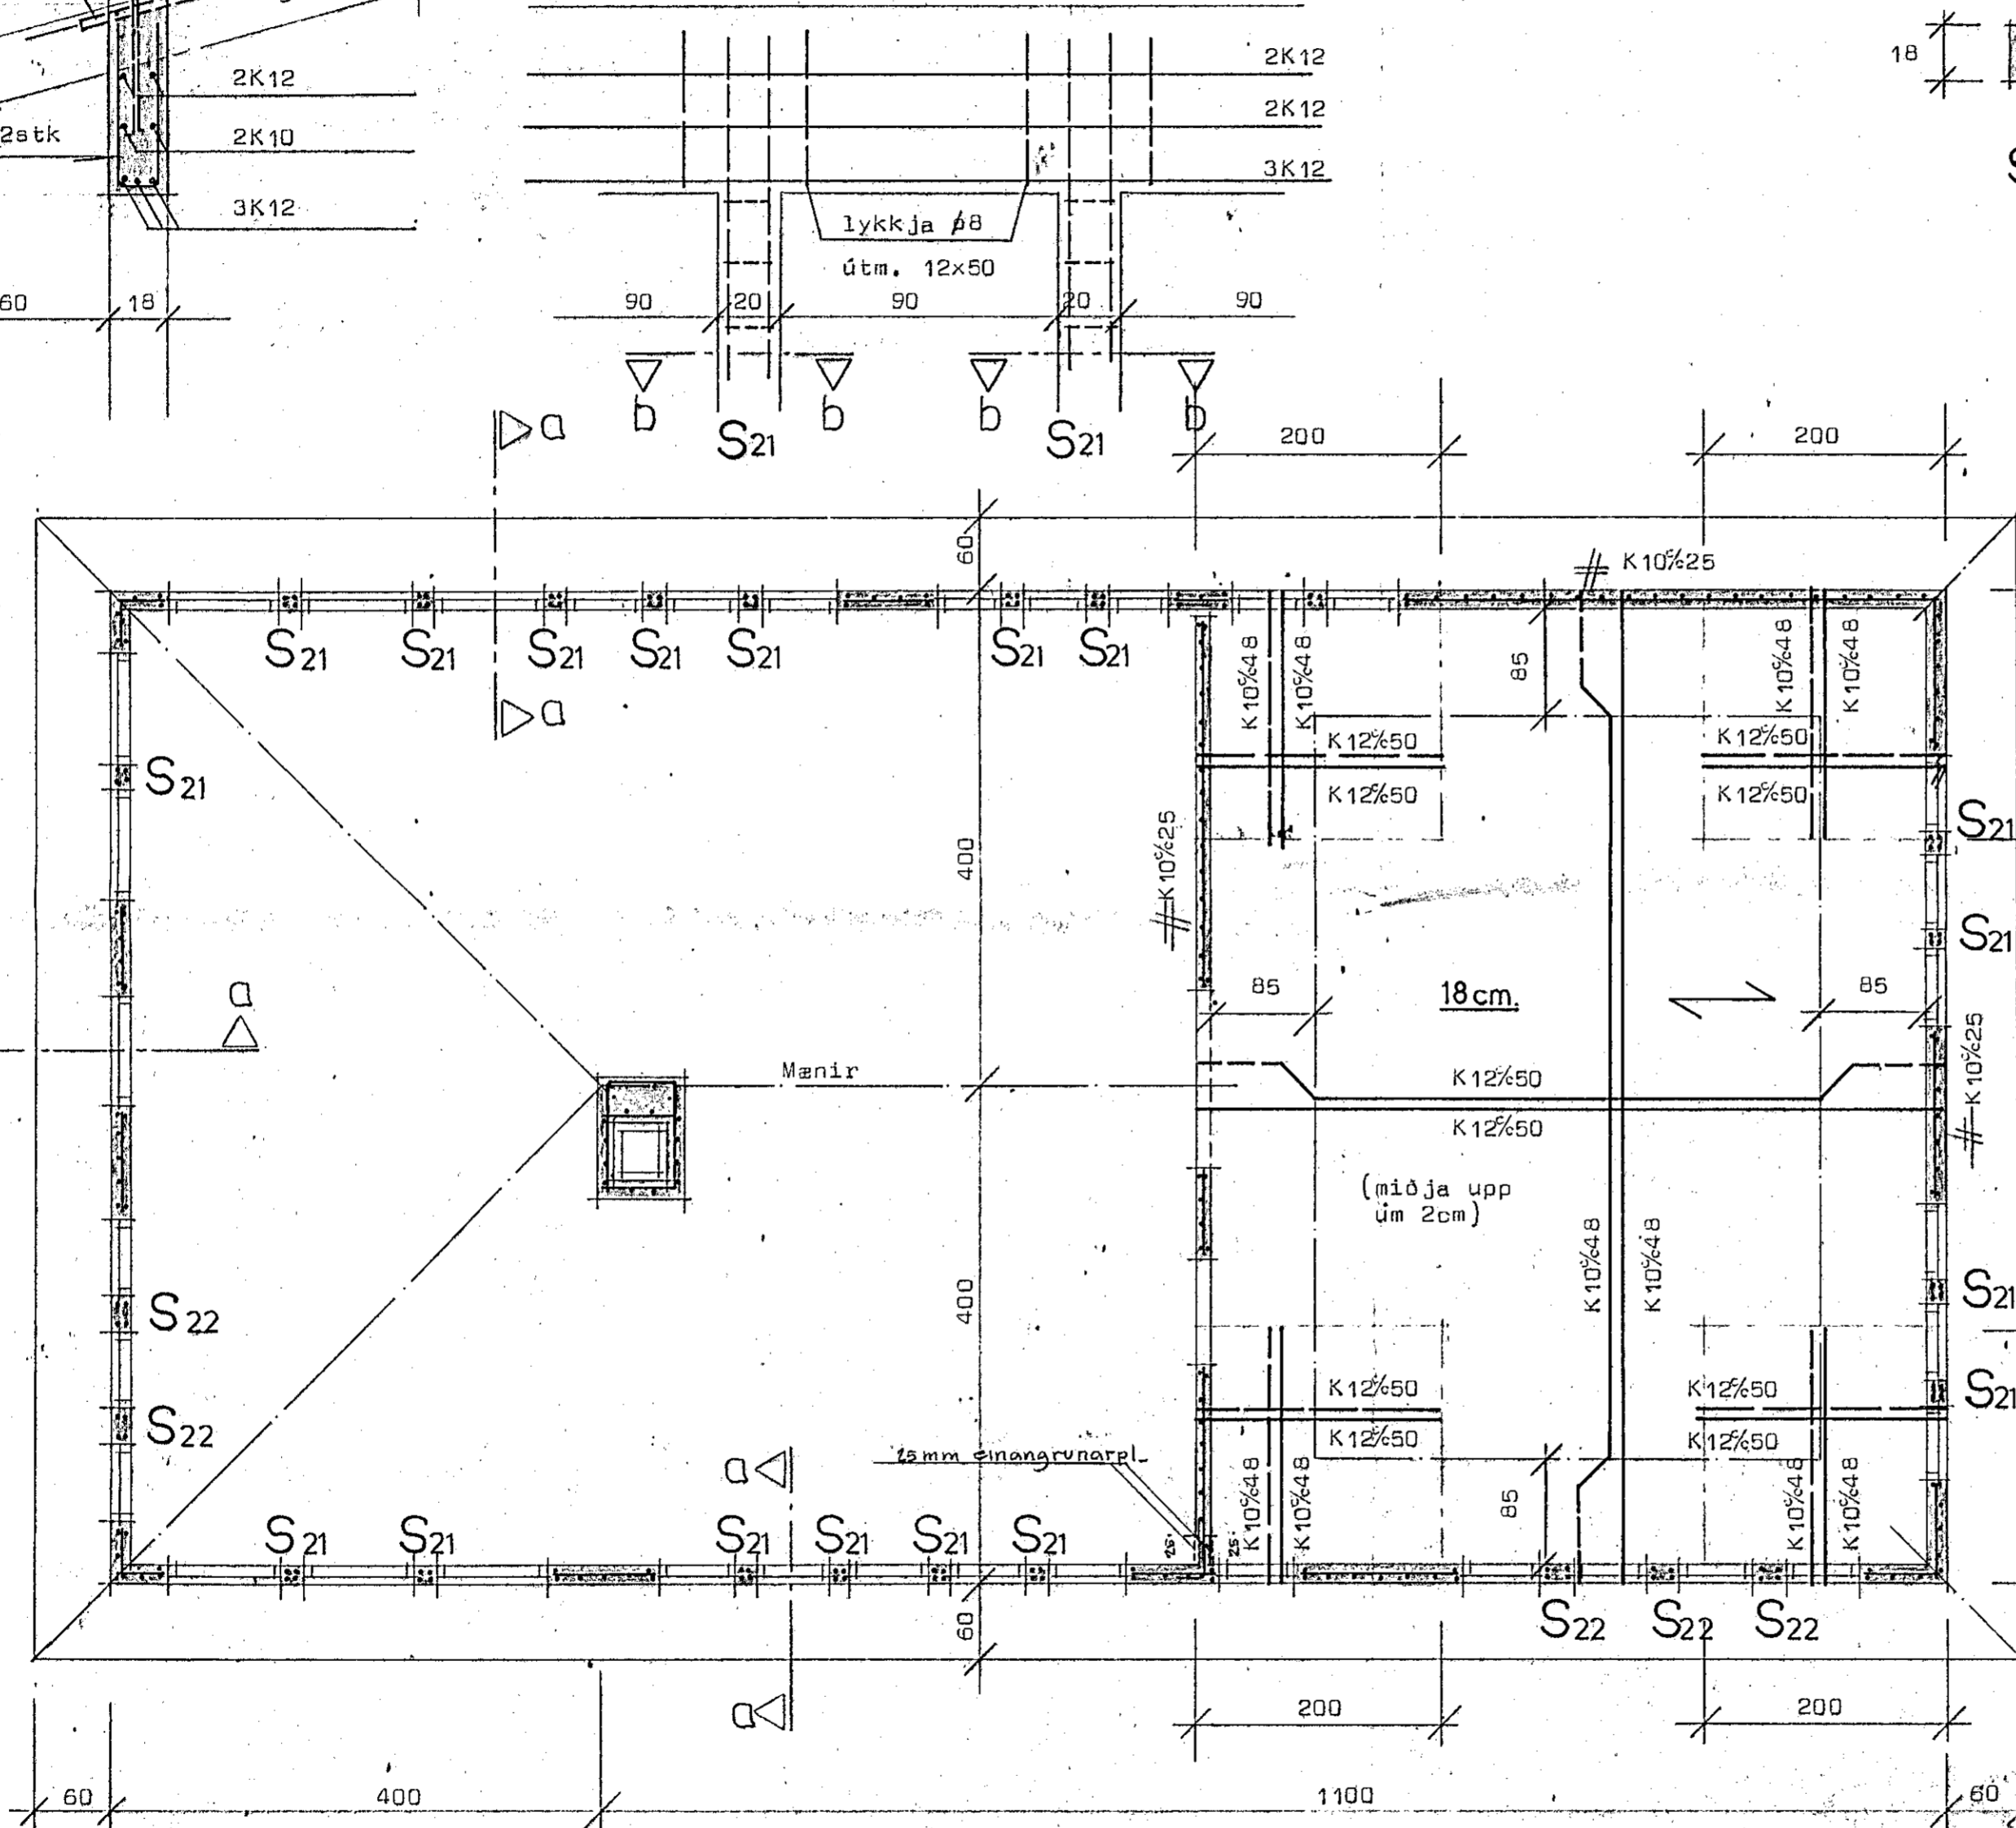 2K12
2stk
2K10
3K12
60
18
2K12
2K12
3K12
lykkja ϕ8
útm. 12x50
90
20
90
20
90
b
b
b
b
S21
S21
18
a
a
200
200
60
K10%25
S21
S21
S21
S21
S21
S21
S21
K10%48
K10%48
85
K10%48
K10%48
K12%50
K12%50
K12%50
K12%50
S21
S21
S21
400
K10%25
85
18cm.
85
a
K10%25
Mænir
K12%50
K12%50
(miðja upp
úm 2cm)
K10%48
K10%48
S22
S22
400
S21
S21
K12%50
K12%50
K12%50
K12%50
25mm einangrunarpl.
a
K10%48
K10%48
85
K10%48
K10%48
S21
S21
S21
S21
S21
S21
25
25
60
S22
S22
S22
a
200
200
60
400
1100
60